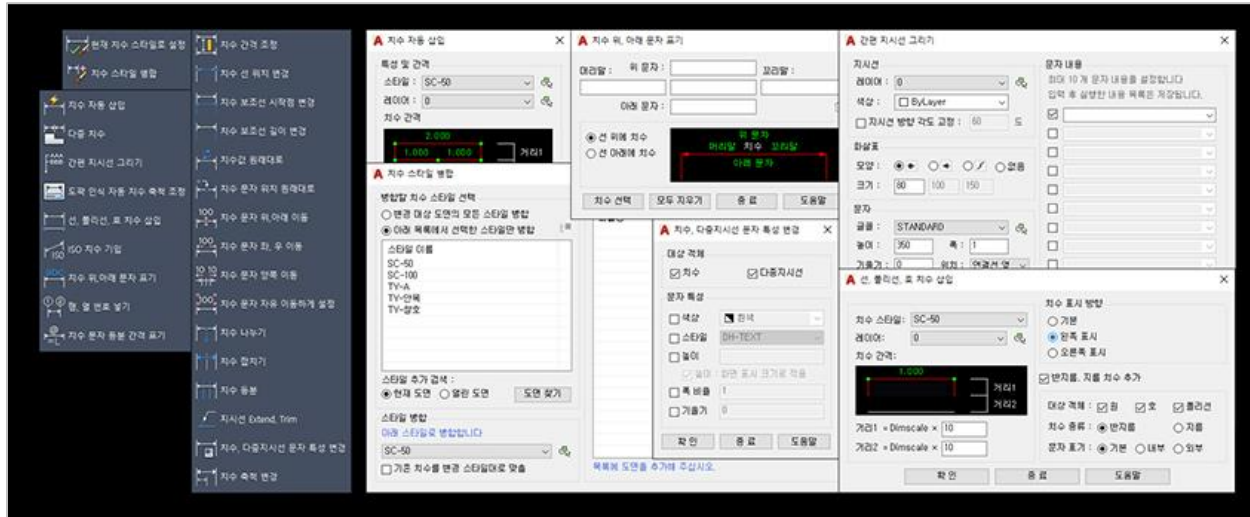 현재 치수 스타일로 설정
치수 스타일 병합
치수 자동 삽입
다중 치수
간편 지시선 그리기
도곽 인식 자동 치수 축척 조정
선, 폴리선, 호 치수 삽입
ISO 치수 기입
치수 위,아래 문자 표기
행, 열 번호 넣기
치수 문자 등분 간격 표기
치수 간격 조정
치수 선 위치 변경
치수 보조선 시작점 변경
치수 보조선 길이 변경
치수값 원래대로
치수 문자 위치 원래대로
치수 문자 위,아래 이동
치수 문자 좌, 우 이동
치수 문자 양쪽 이동
치수 문자 자유 이동하게 설정
치수 나누기
치수 합치기
치수 등분
지시선 Extend, Trim
치수, 다중지시선 문자 특성 변경
치수 축척 변경
치수 자동 삽입
특성 및 간격
스타일 : SC-50
레이어 : 0
치수 간격
2.000
1.000 1.000
거리1
치수 스타일 병합
병합할 치수 스타일 선택
변경 대상 도면의 모든 스타일 병합
아래 목록에서 선택한 스타일만 병합
스타일 이름
SC-50
SC-100
TY-A
TY-안목
TY-창호
스타일 추가 검색 :
현재 도면 열린 도면 도면 찾기
스타일 병합
아래 스타일로 병합합니다
SC-50
기존 치수를 변경 스타일대로 맞춤
목록에 도면을 추가해 주십시오.
치수 위, 아래 문자 표기
머리말 : 위 문자 : 꼬리말 :
아래 문자 :
선 위에 치수
선 아래에 치수
위 문자
머리말 치수 꼬리말
아래 문자
치수 선택 모두 지우기 종 료 도움말
치수, 다중지시선 문자 특성 변경
대상 객체
치수 다중지시선
문자 특성
색상 흰색
스타일 DH-TEXT
높이
높이 : 화면 표시 크기로 적용
폭 비율 1
기울기 0
확 인 종 료 도움말
간편 지시선 그리기
지시선
레이어 : 0
색상 : ByLayer
지시선 방향 각도 고정 : 60 도
화살표
모양 : 없음
크기 : 80 100 150
문자
글꼴 : STANDARD
높이 : 350 폭 : 1
기울기 : 0 위치 : 연결선 옆
문자 내용
최대 10 개 문자 내용을 설정합니다
입력 후 실행한 내용 목록은 저장됩니다.
선, 폴리선, 호 치수 삽입
치수 스타일: SC-50
레이어: 0
치수 간격:
1.000
거리1
거리2
거리1 = Dimscale × 10
거리2 = Dimscale × 10
치수 표시 방향
기본
왼쪽 표시
오른쪽 표시
반지름, 지름 치수 추가
대상 객체 : 원 호 폴리선
치수 종류 : 반지름 지름
문자 표기 : 기본 내부 외부
확 인 종 료 도움말